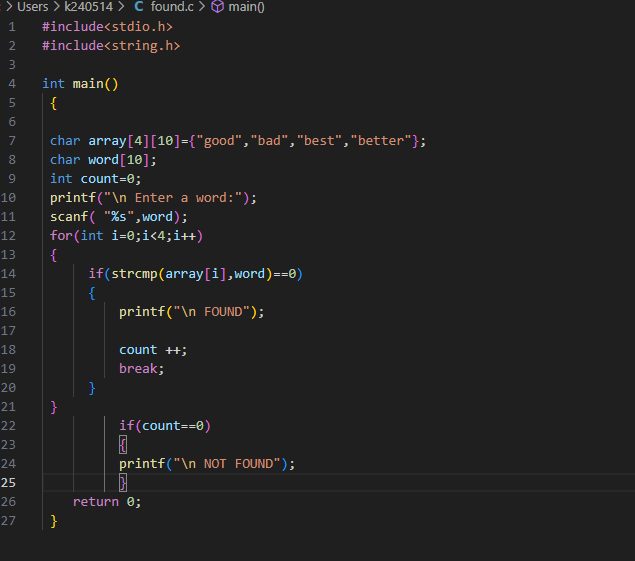 > Users > k240514 > C found.c > main()
1 #include<stdio.h>
2 #include<string.h>
3
4 int main()
5 {
6
7 char array[4][10]={"good","bad","best","better"};
8 char word[10];
9 int count=0;
10 printf("\n Enter a word:");
11 scanf( "%s",word);
12 for(int i=0;i<4;i++)
13 {
14 if(strcmp(array[i],word)==0)
15 {
16 printf("\n FOUND");
17
18 count ++;
19 break;
20 }
21 }
22 if(count==0)
23 {
24 printf("\n NOT FOUND");
25 }
26 return 0;
27 }